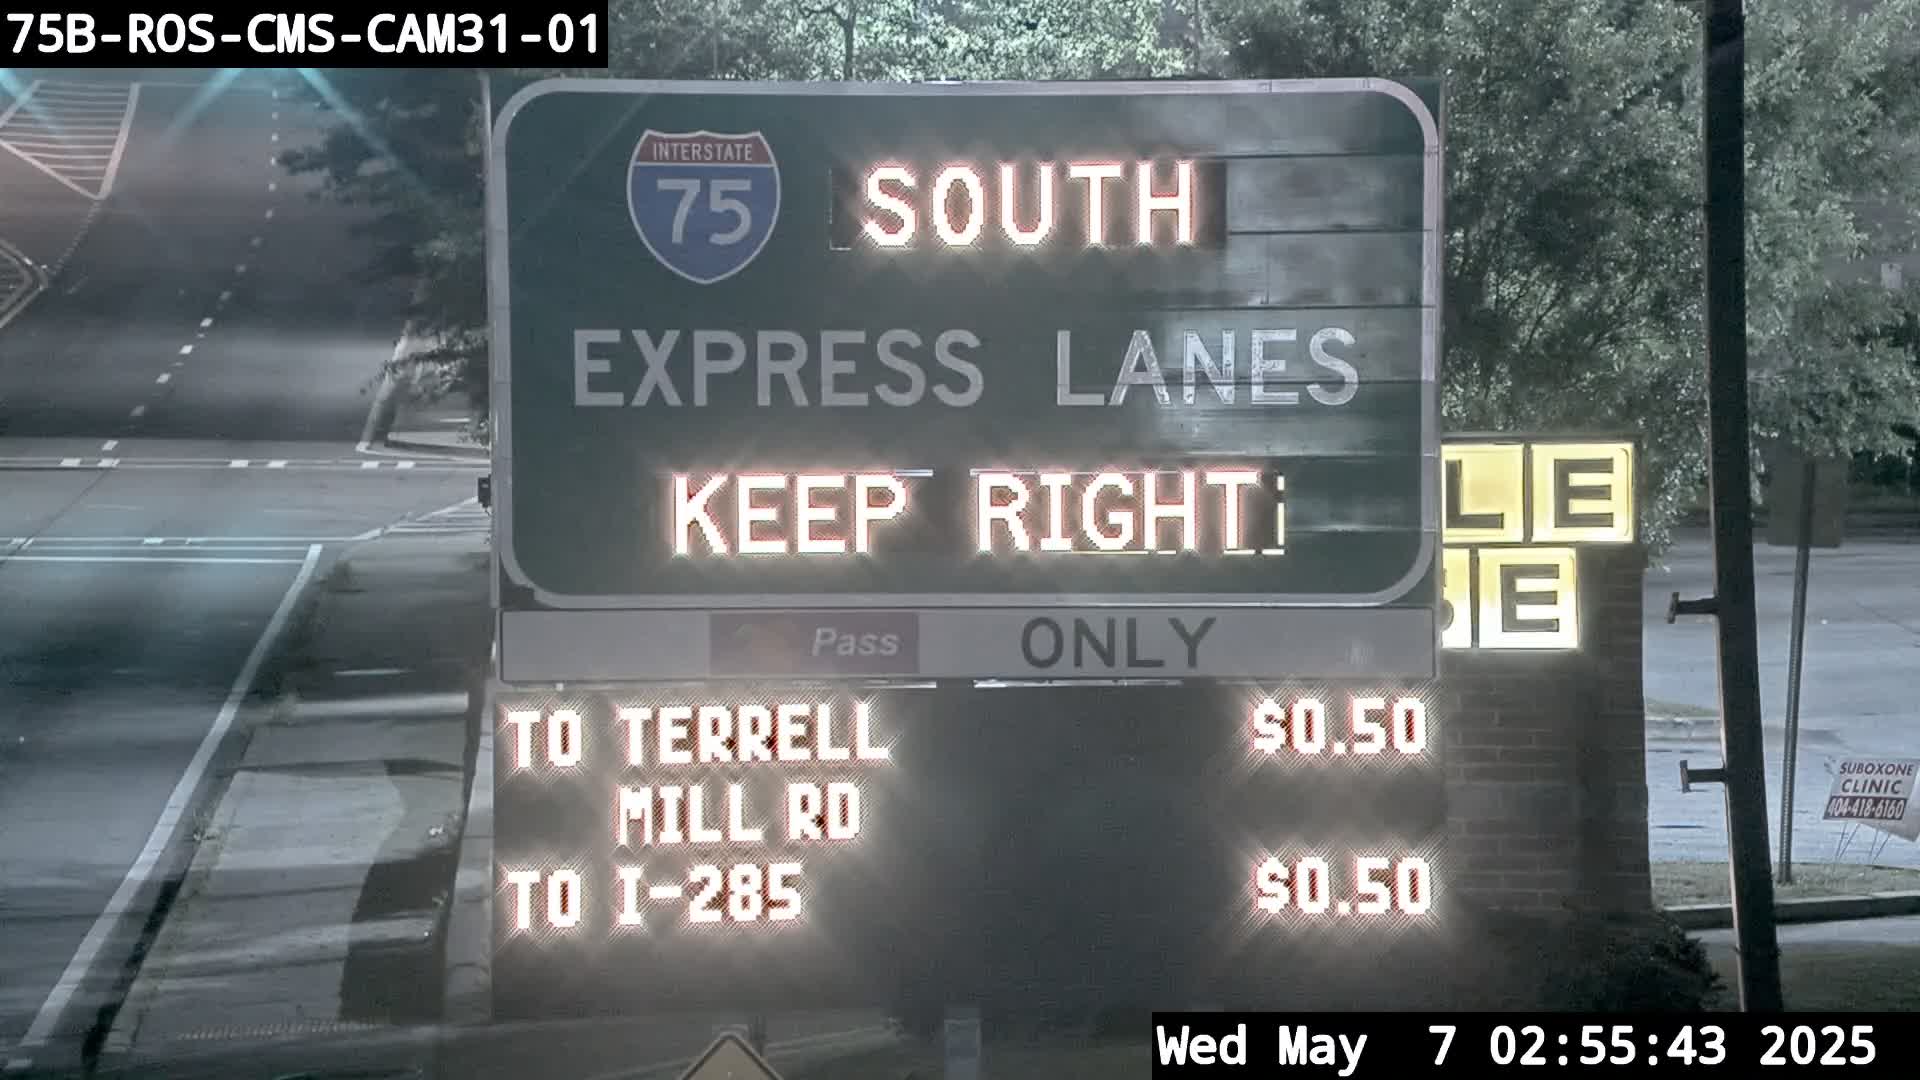 75B-ROS-CMS-CAM31-01
INTERSTATE
75
SOUTH
EXPRESS LANES
KEEP RIGHT
Pass ONLY
LE
E
TO TERRELL $0.50
MILL RD
TO I-285 $0.50
SUBOXONE
CLINIC
404-418-6160
Wed May 7 02:55:43 2025